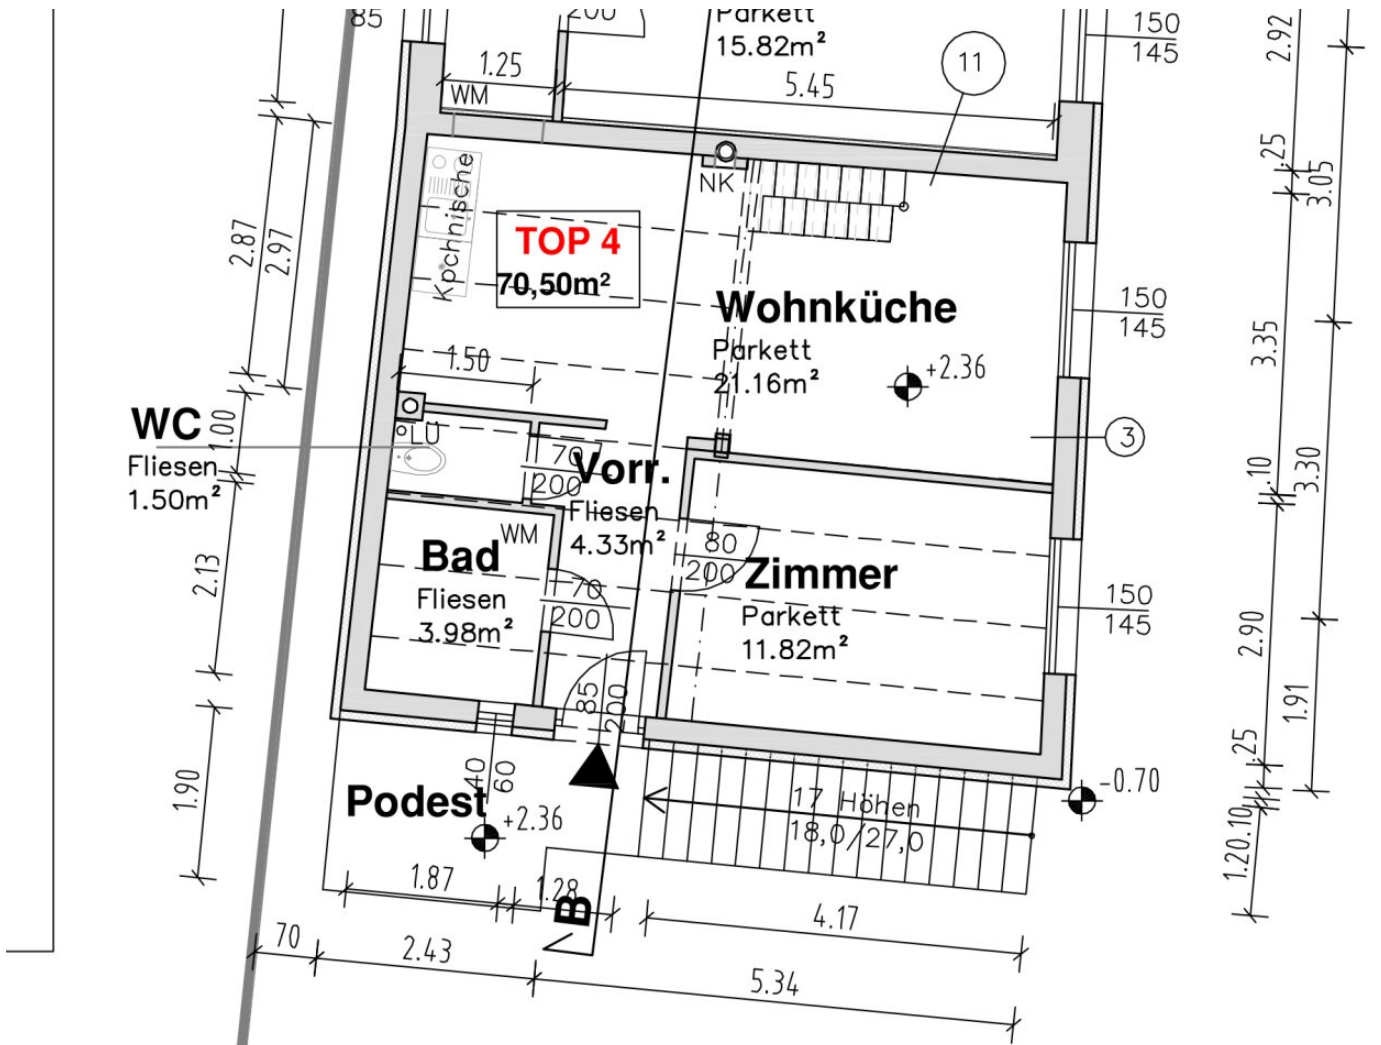 85
200
Parkett
15.82m²
150
145
2.92
1.25
WM
5.45
11
.25
3.05
Kochnische
NK
2.87
2.97
TOP 4
70,50m²
Wohnküche
Parkett
21.16m²
+2.36
150
145
3.35
1.50
WC
Fliesen
1.50m²
1.00
LÜ
70
200
Vorr.
Fliesen
4.33m²
3
.10
3.30
2.13
WM
Bad
Fliesen
3.98m²
70
200
80
200
Zimmer
Parkett
11.82m²
150
145
2.90
1.91
.25
85
200
1.90
40
60
Podest
+2.36
17 Höhen
18,0/27,0
-0.70
1.20
.10
1.87
1.28
B
4.17
70
2.43
5.34